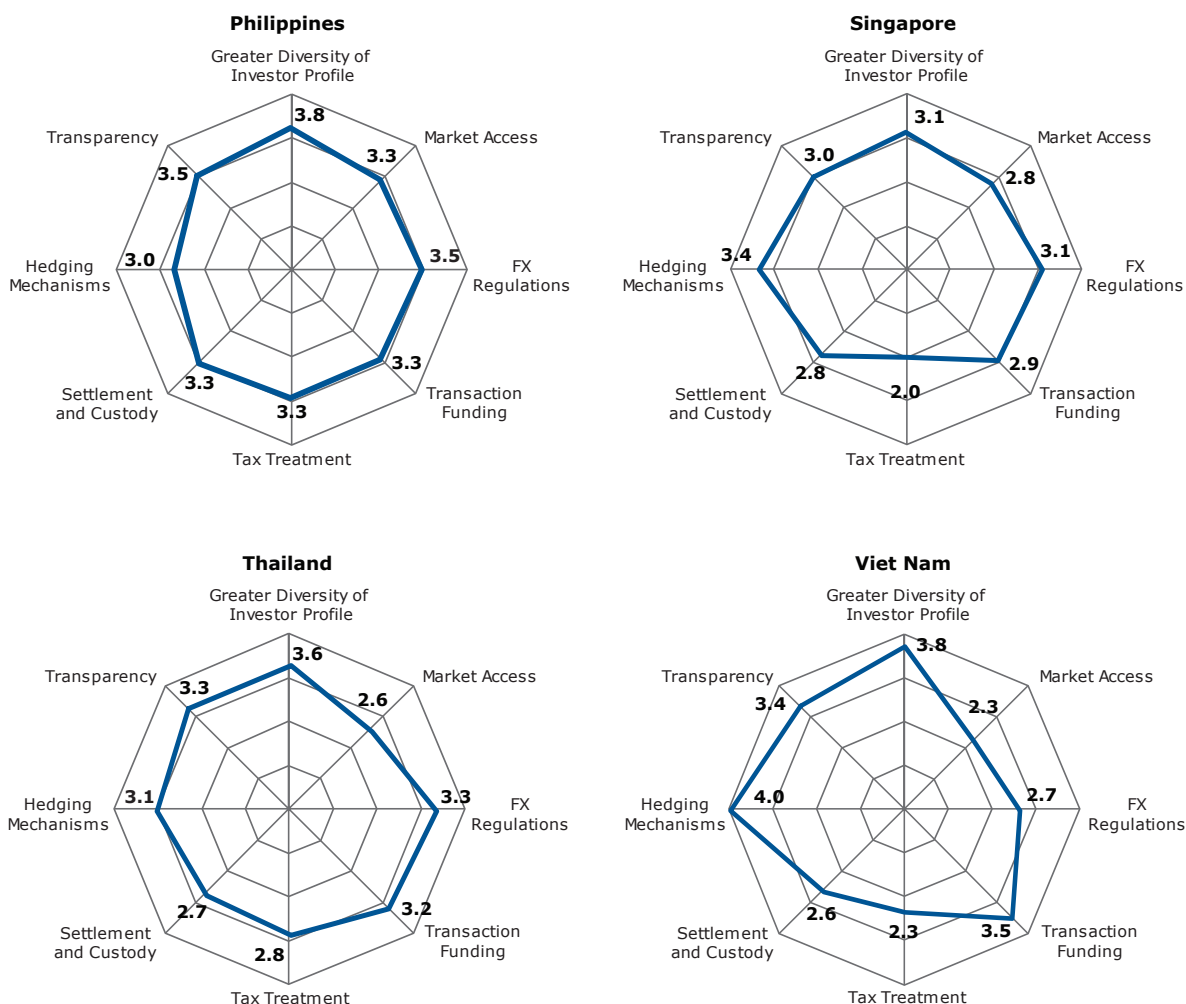 Philippines
Greater Diversity of
Investor Profile
3.8
Transparency
Market Access
3.3
3.5
3.0
3.5
Hedging
Mechanisms
FX
Regulations
3.3
3.3
Settlement
and Custody
Transaction
Funding
3.3
Tax Treatment
Singapore
Greater Diversity of
Investor Profile
3.1
Transparency
Market Access
3.0
2.8
3.4
3.1
Hedging
Mechanisms
FX
Regulations
2.8
2.9
Settlement
and Custody
Transaction
Funding
2.0
Tax Treatment
Thailand
Greater Diversity of
Investor Profile
3.6
Transparency
Market Access
3.3
2.6
3.1
3.3
Hedging
Mechanisms
FX
Regulations
2.7
3.2
Settlement
and Custody
Transaction
Funding
2.8
Tax Treatment
Viet Nam
Greater Diversity of
Investor Profile
3.8
Transparency
Market Access
3.4
2.3
4.0
2.7
Hedging
Mechanisms
FX
Regulations
2.6
3.5
Settlement
and Custody
Transaction
Funding
2.3
Tax Treatment